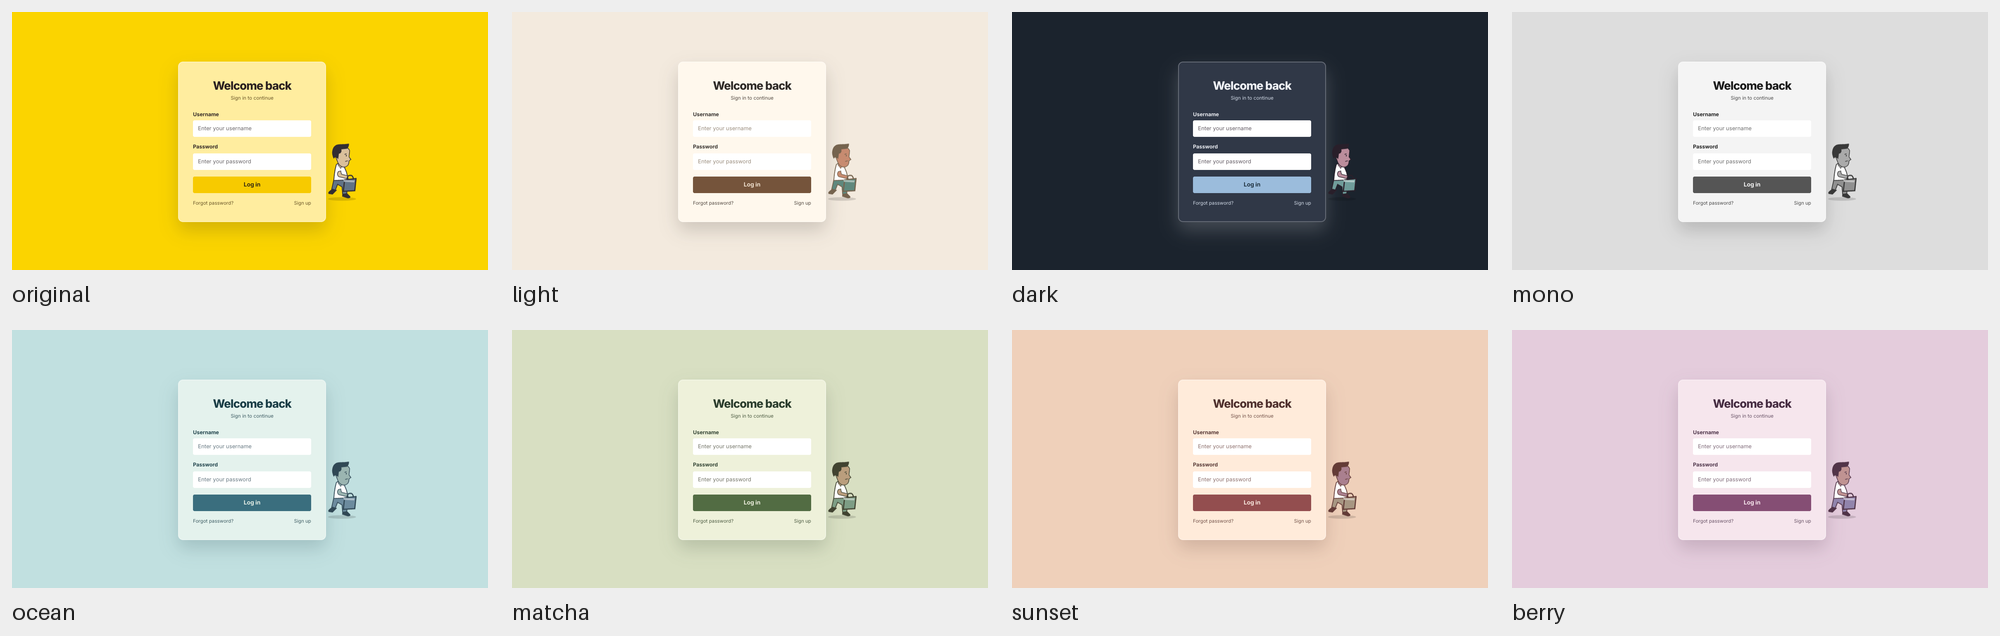 Welcome back
Sign in to continue
Username
Enter your username
Password
Enter your password
Log in
Forgot password? Sign up
original
Welcome back
Sign in to continue
Username
Enter your username
Password
Enter your password
Log in
Forgot password? Sign up
light
Welcome back
Sign in to continue
Username
Enter your username
Password
Enter your password
Log in
Forgot password? Sign up
dark
Welcome back
Sign in to continue
Username
Enter your username
Password
Enter your password
Log in
Forgot password? Sign up
mono
Welcome back
Sign in to continue
Username
Enter your username
Password
Enter your password
Log in
Forgot password? Sign up
ocean
Welcome back
Sign in to continue
Username
Enter your username
Password
Enter your password
Log in
Forgot password? Sign up
matcha
Welcome back
Sign in to continue
Username
Enter your username
Password
Enter your password
Log in
Forgot password? Sign up
sunset
Welcome back
Sign in to continue
Username
Enter your username
Password
Enter your password
Log in
Forgot password? Sign up
berry